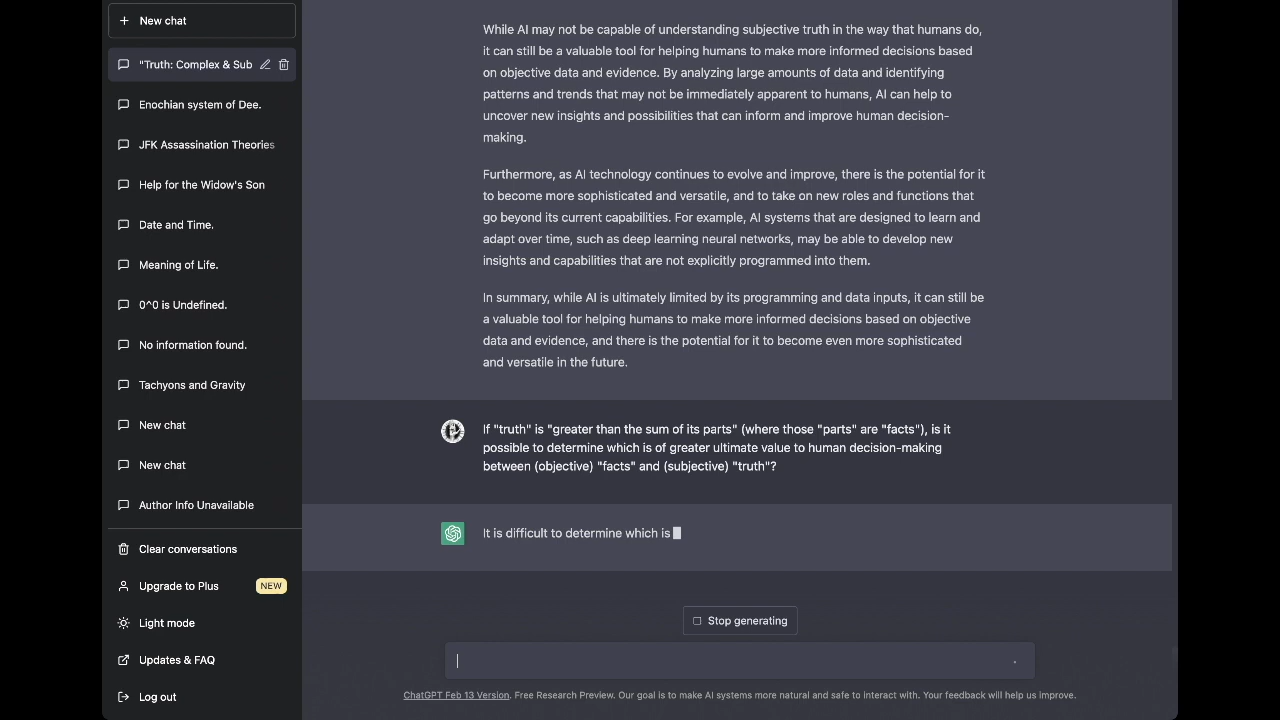 New chat
"Truth: Complex & Sub
Enochian system of Dee.
JFK Assassination Theories
Help for the Widow's Son
Date and Time.
Meaning of Life.
0^0 is Undefined.
No information found.
Tachyons and Gravity
New chat
New chat
Author Info Unavailable
Clear conversations
Upgrade to Plus NEW
Light mode
Updates & FAQ
Log out
While AI may not be capable of understanding subjective truth in the way that humans do,
it can still be a valuable tool for helping humans to make more informed decisions based
on objective data and evidence. By analyzing large amounts of data and identifying
patterns and trends that may not be immediately apparent to humans, AI can help to
uncover new insights and possibilities that can inform and improve human decision-
making.
Furthermore, as AI technology continues to evolve and improve, there is the potential for it
to become more sophisticated and versatile, and to take on new roles and functions that
go beyond its current capabilities. For example, AI systems that are designed to learn and
adapt over time, such as deep learning neural networks, may be able to develop new
insights and capabilities that are not explicitly programmed into them.
In summary, while AI is ultimately limited by its programming and data inputs, it can still be
a valuable tool for helping humans to make more informed decisions based on objective
data and evidence, and there is the potential for it to become even more sophisticated
and versatile in the future.
If "truth" is "greater than the sum of its parts" (where those "parts" are "facts"), is it
possible to determine which is of greater ultimate value to human decision-making
between (objective) "facts" and (subjective) "truth"?
It is difficult to determine which is
Stop generating
ChatGPT Feb 13 Version. Free Research Preview. Our goal is to make AI systems more natural and safe to interact with. Your feedback will help us improve.